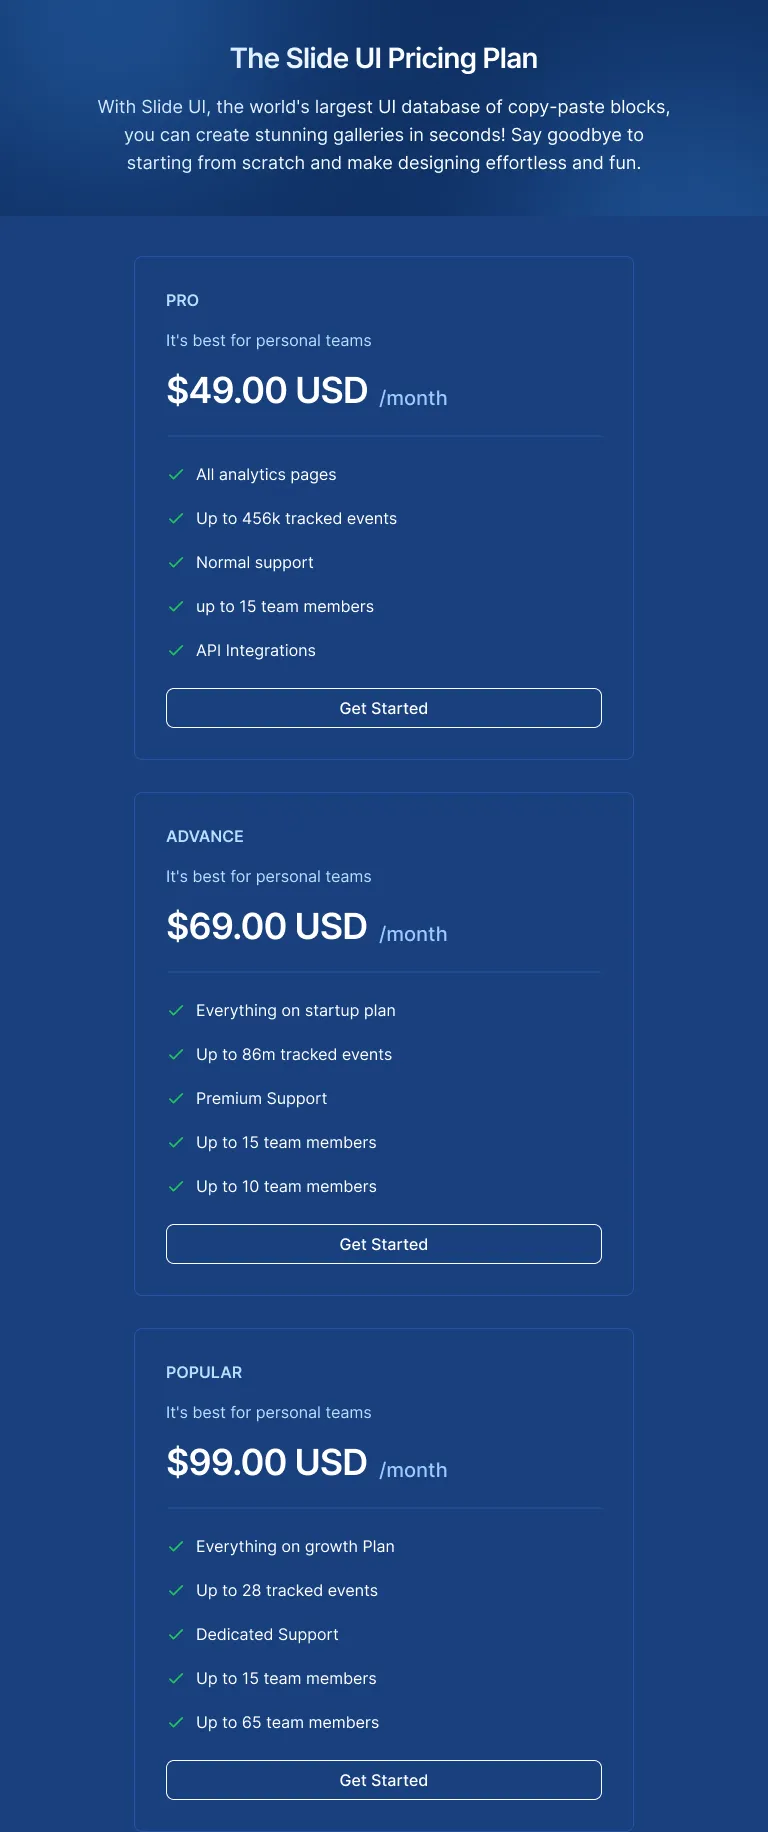 The Slide UI Pricing Plan
With Slide UI, the world's largest UI database of copy-paste blocks,
you can create stunning galleries in seconds! Say goodbye to
starting from scratch and make designing effortless and fun.
PRO
It's best for personal teams
$49.00 USD /month
All analytics pages
Up to 456k tracked events
Normal support
up to 15 team members
API Integrations
Get Started
ADVANCE
It's best for personal teams
$69.00 USD /month
Everything on startup plan
Up to 86m tracked events
Premium Support
Up to 15 team members
Up to 10 team members
Get Started
POPULAR
It's best for personal teams
$99.00 USD /month
Everything on growth Plan
Up to 28 tracked events
Dedicated Support
Up to 15 team members
Up to 65 team members
Get Started